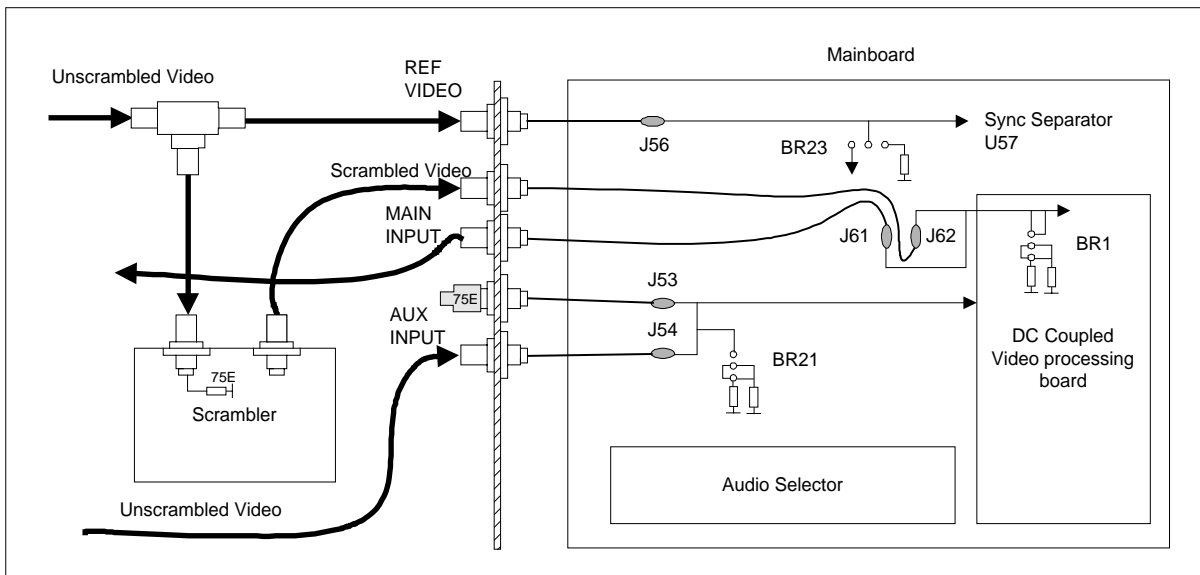 Mainboard
Unscrambled Video
REF
VIDEO
Sync Separator
U57
J56
BR23
Scrambled Video
MAIN
INPUT
J61
J62
BR1
J53
75E
AUX
INPUT
J54
BR21
DC Coupled
Video processing
board
75E
Scrambler
Audio Selector
Unscrambled Video